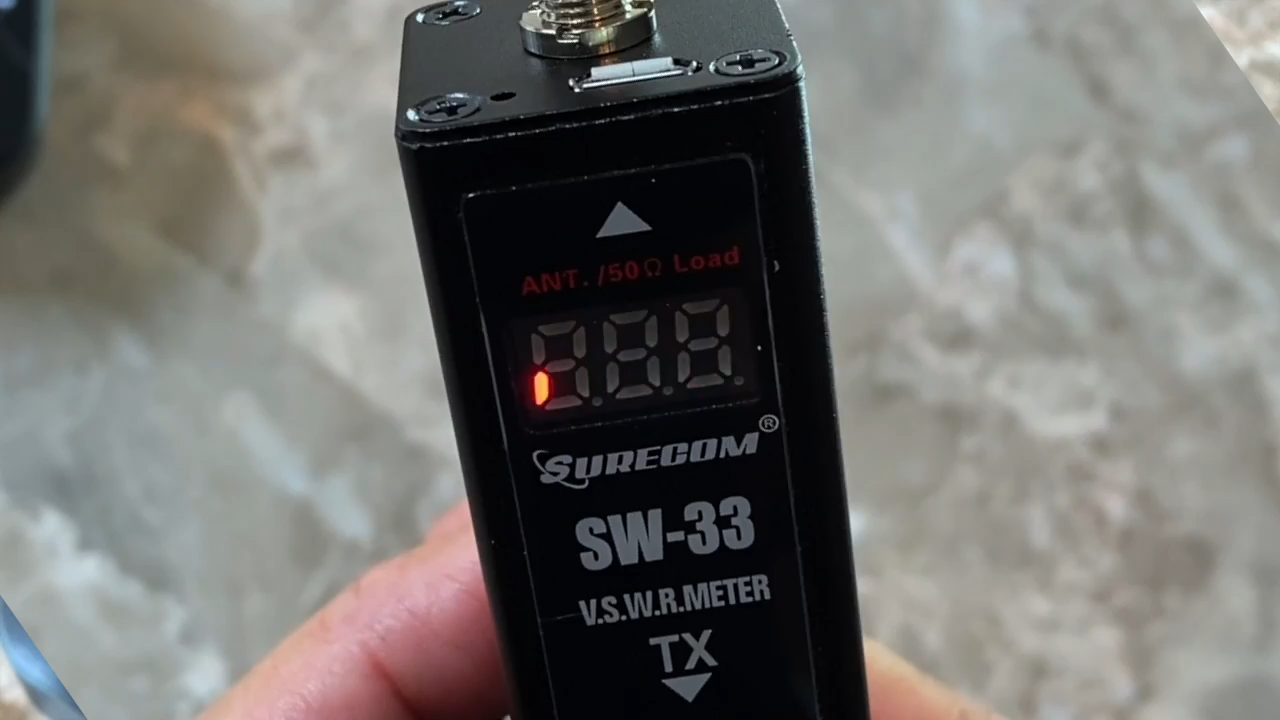 ANT. /50Ω Load
SURECOM®
SW-33
V.S.W.R.METER
TX